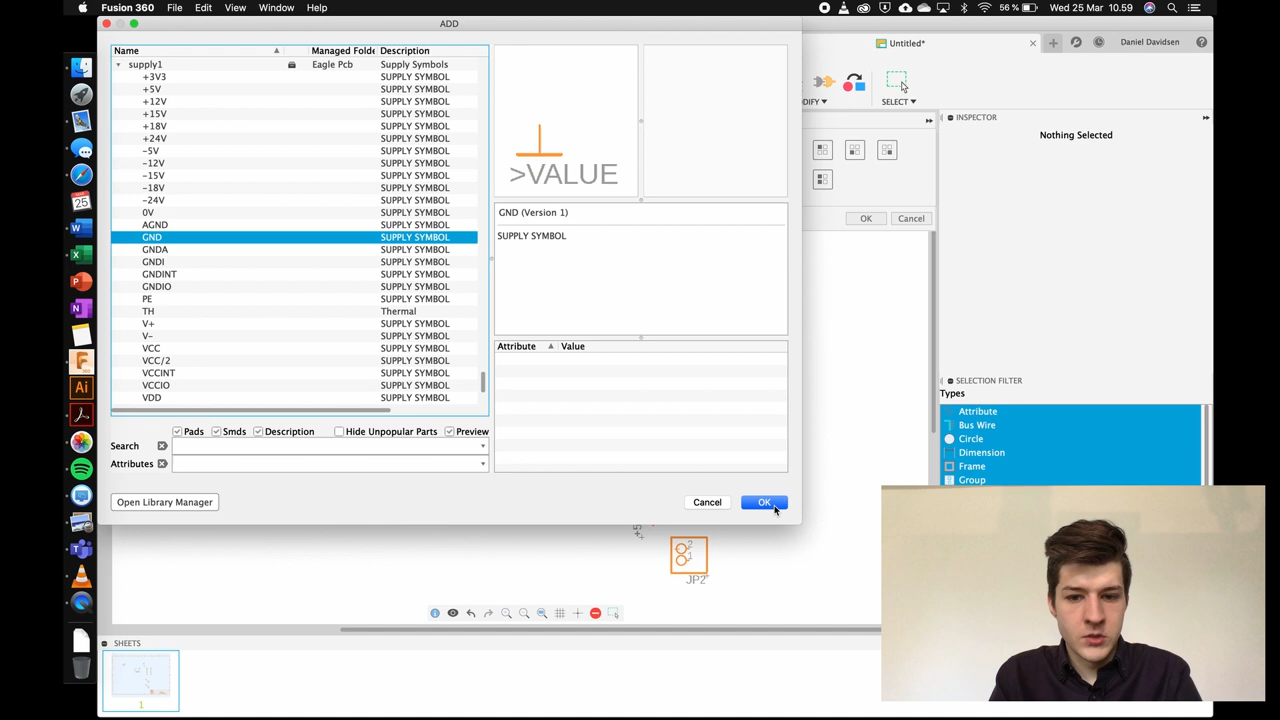 Fusion 360 File Edit View Window Help
56 % Wed 25 Mar 10.59
ADD
Name Managed Folde Description
supply1 Eagle Pcb Supply Symbols
+3V3 SUPPLY SYMBOL
+5V SUPPLY SYMBOL
+12V SUPPLY SYMBOL
+15V SUPPLY SYMBOL
+18V SUPPLY SYMBOL
+24V SUPPLY SYMBOL
-5V SUPPLY SYMBOL
-12V SUPPLY SYMBOL
-15V SUPPLY SYMBOL
-18V SUPPLY SYMBOL
-24V SUPPLY SYMBOL
0V SUPPLY SYMBOL
AGND SUPPLY SYMBOL
GND SUPPLY SYMBOL
GNDA SUPPLY SYMBOL
GNDI SUPPLY SYMBOL
GNDINT SUPPLY SYMBOL
GNDIO SUPPLY SYMBOL
PE SUPPLY SYMBOL
TH Thermal
V+ SUPPLY SYMBOL
V- SUPPLY SYMBOL
VCC SUPPLY SYMBOL
VCC/2 SUPPLY SYMBOL
VCCINT SUPPLY SYMBOL
VCCIO SUPPLY SYMBOL
VDD SUPPLY SYMBOL
>VALUE
GND (Version 1)
SUPPLY SYMBOL
Attribute Value
Pads Smds Description Hide Unpopular Parts Preview
Search
Attributes
Open Library Manager
Cancel OK
Untitled*
Daniel Davidsen
DIFY SELECT
INSPECTOR
Nothing Selected
OK Cancel
SELECTION FILTER
Types
Attribute
Bus Wire
Circle
Dimension
Frame
Group
2
1
JP2
SHEETS
1
25